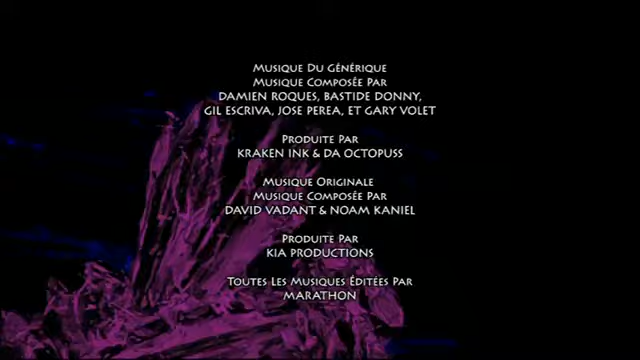 Musique Du Générique
Musique Composée Par
DAMIEN ROQUES, BASTIDE DONNY,
GIL ESCRIVA, JOSE PEREA, ET GARY VOLET
Produite Par
KRAKEN INK & DA OCTOPUSS
Musique Originale
Musique Composée Par
DAVID VADANT & NOAM KANIEL
Produite Par
KIA PRODUCTIONS
Toutes Les Musiques Éditées Par
MARATHON